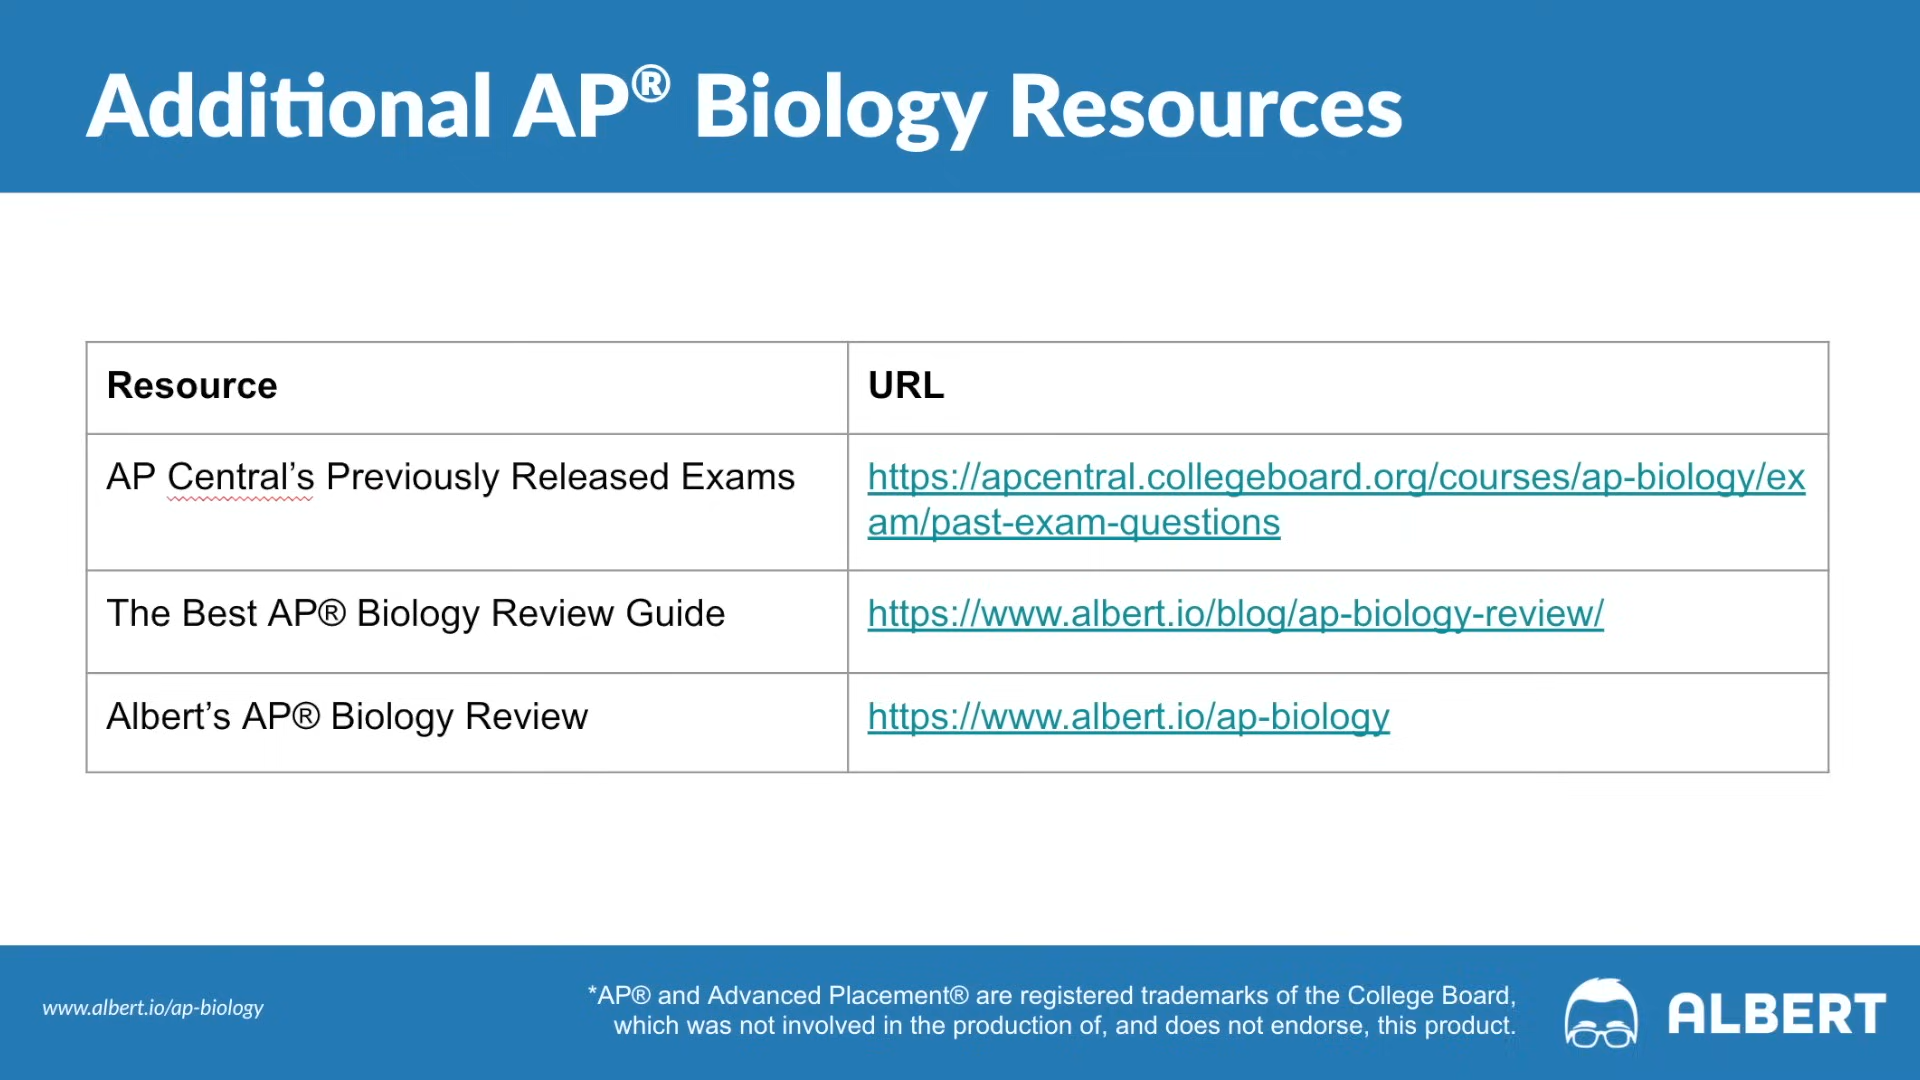 Additional AP® Biology Resources
Resource
URL
AP Central’s Previously Released Exams
https://apcentral.collegeboard.org/courses/ap-biology/ex
am/past-exam-questions
The Best AP® Biology Review Guide
https://www.albert.io/blog/ap-biology-review/
Albert’s AP® Biology Review
https://www.albert.io/ap-biology
www.albert.io/ap-biology
*AP® and Advanced Placement® are registered trademarks of the College Board,
which was not involved in the production of, and does not endorse, this product.
ALBERT